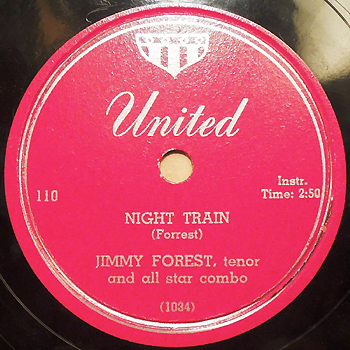 United
110
Instr.
Time: 2:50
NIGHT TRAIN
(Forrest)
JIMMY FOREST, tenor
and all star combo
(1034)